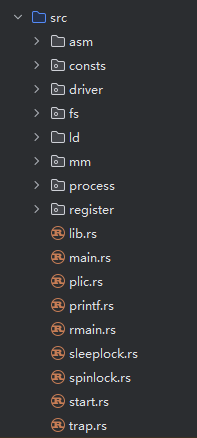 src
asm
consts
driver
fs
ld
mm
process
register
lib.rs
main.rs
plic.rs
printf.rs
rmain.rs
sleeplock.rs
spinlock.rs
start.rs
trap.rs